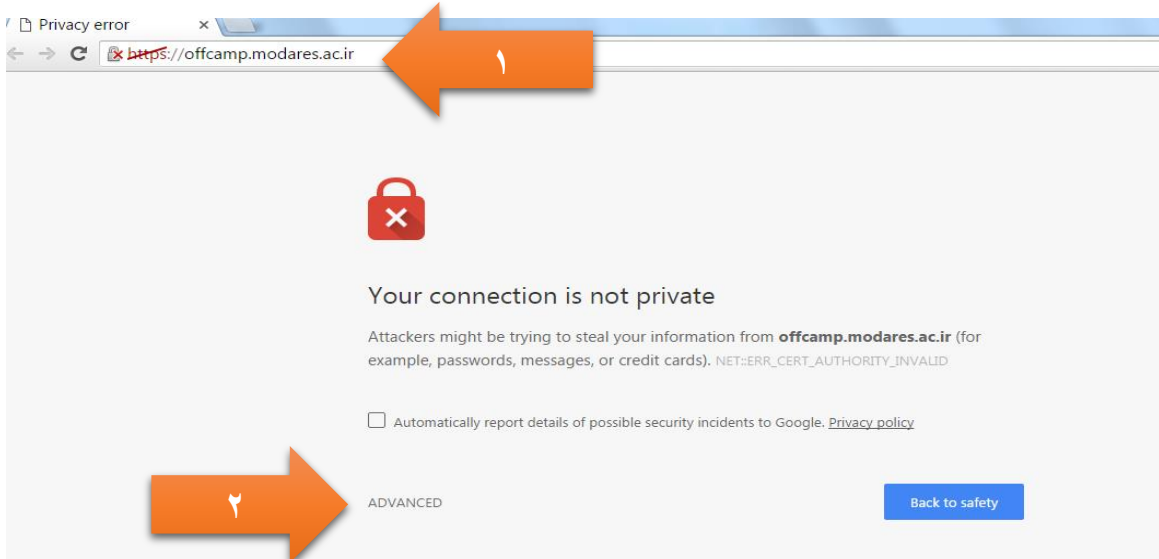 Privacy error
https://offcamp.modares.ac.ir
۱
Your connection is not private
Attackers might be trying to steal your information from offcamp.modares.ac.ir (for
example, passwords, messages, or credit cards). NET::ERR_CERT_AUTHORITY_INVALID
Automatically report details of possible security incidents to Google. Privacy policy
۲
ADVANCED
Back to safety